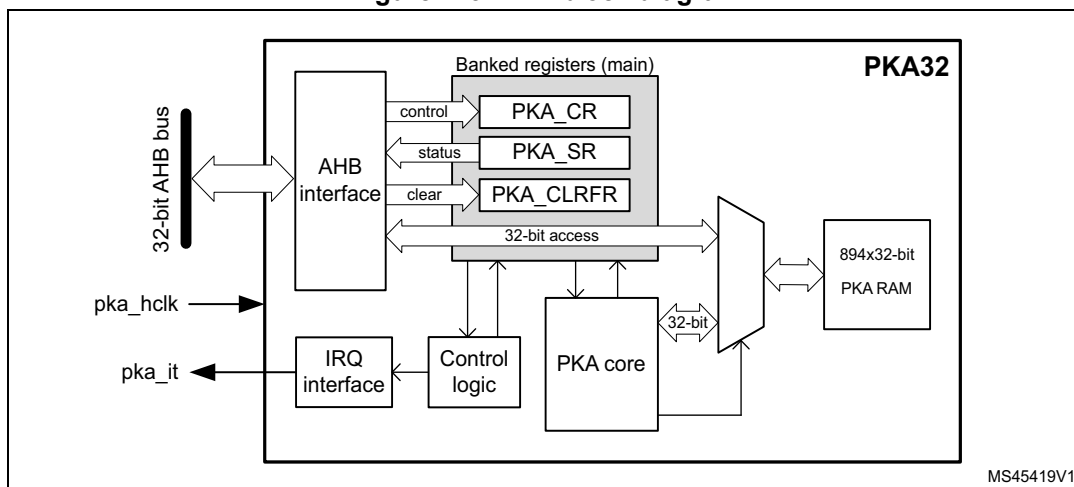 PKA32
Banked registers (main)
32-bit AHB bus
AHB
interface
control
PKA_CR
status
PKA_SR
clear
PKA_CLRFR
32-bit access
894x32-bit
PKA RAM
pka_hclk
32-bit
PKA core
pka_it
IRQ
interface
Control
logic
MS45419V1